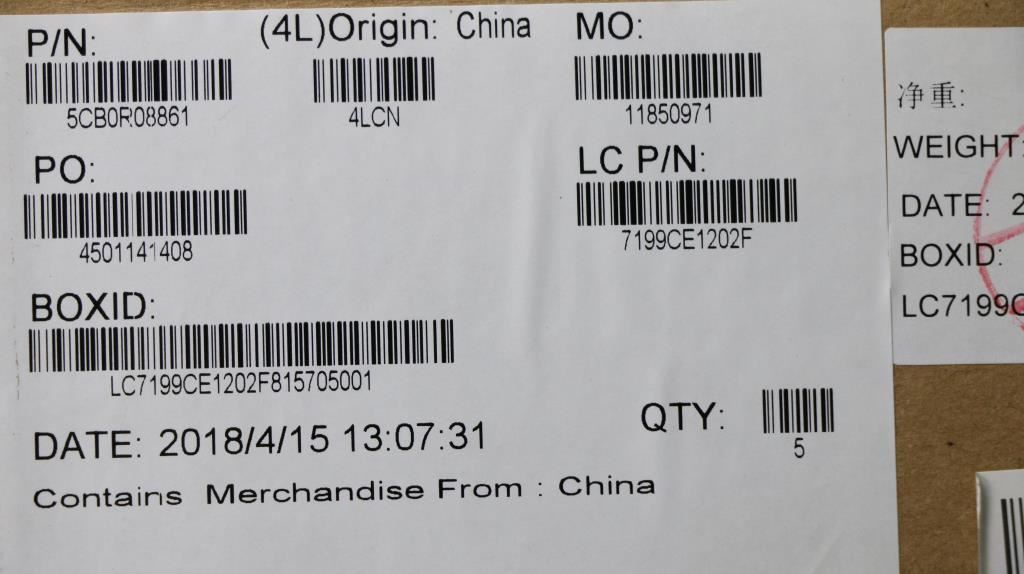 P/N:
(4L)Origin: China
MO:
5CB0R08861
4LCN
11850971
PO:
LC P/N:
4501141408
7199CE1202F
BOXID:
LC7199CE1202F815705001
DATE: 2018/4/15 13:07:31
QTY:
5
Contains Merchandise From : China
净重:
WEIGHT:
DATE: 2
BOXID:
LC7199C